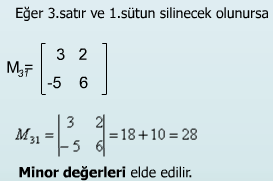 Eğer 3.satır ve 1.sütun silinecek olunursa
M31= [ 3 2
-5 6 ]
M31 = | 3 2
-5 6 | = 18 + 10 = 28
Minor değerleri elde edilir.